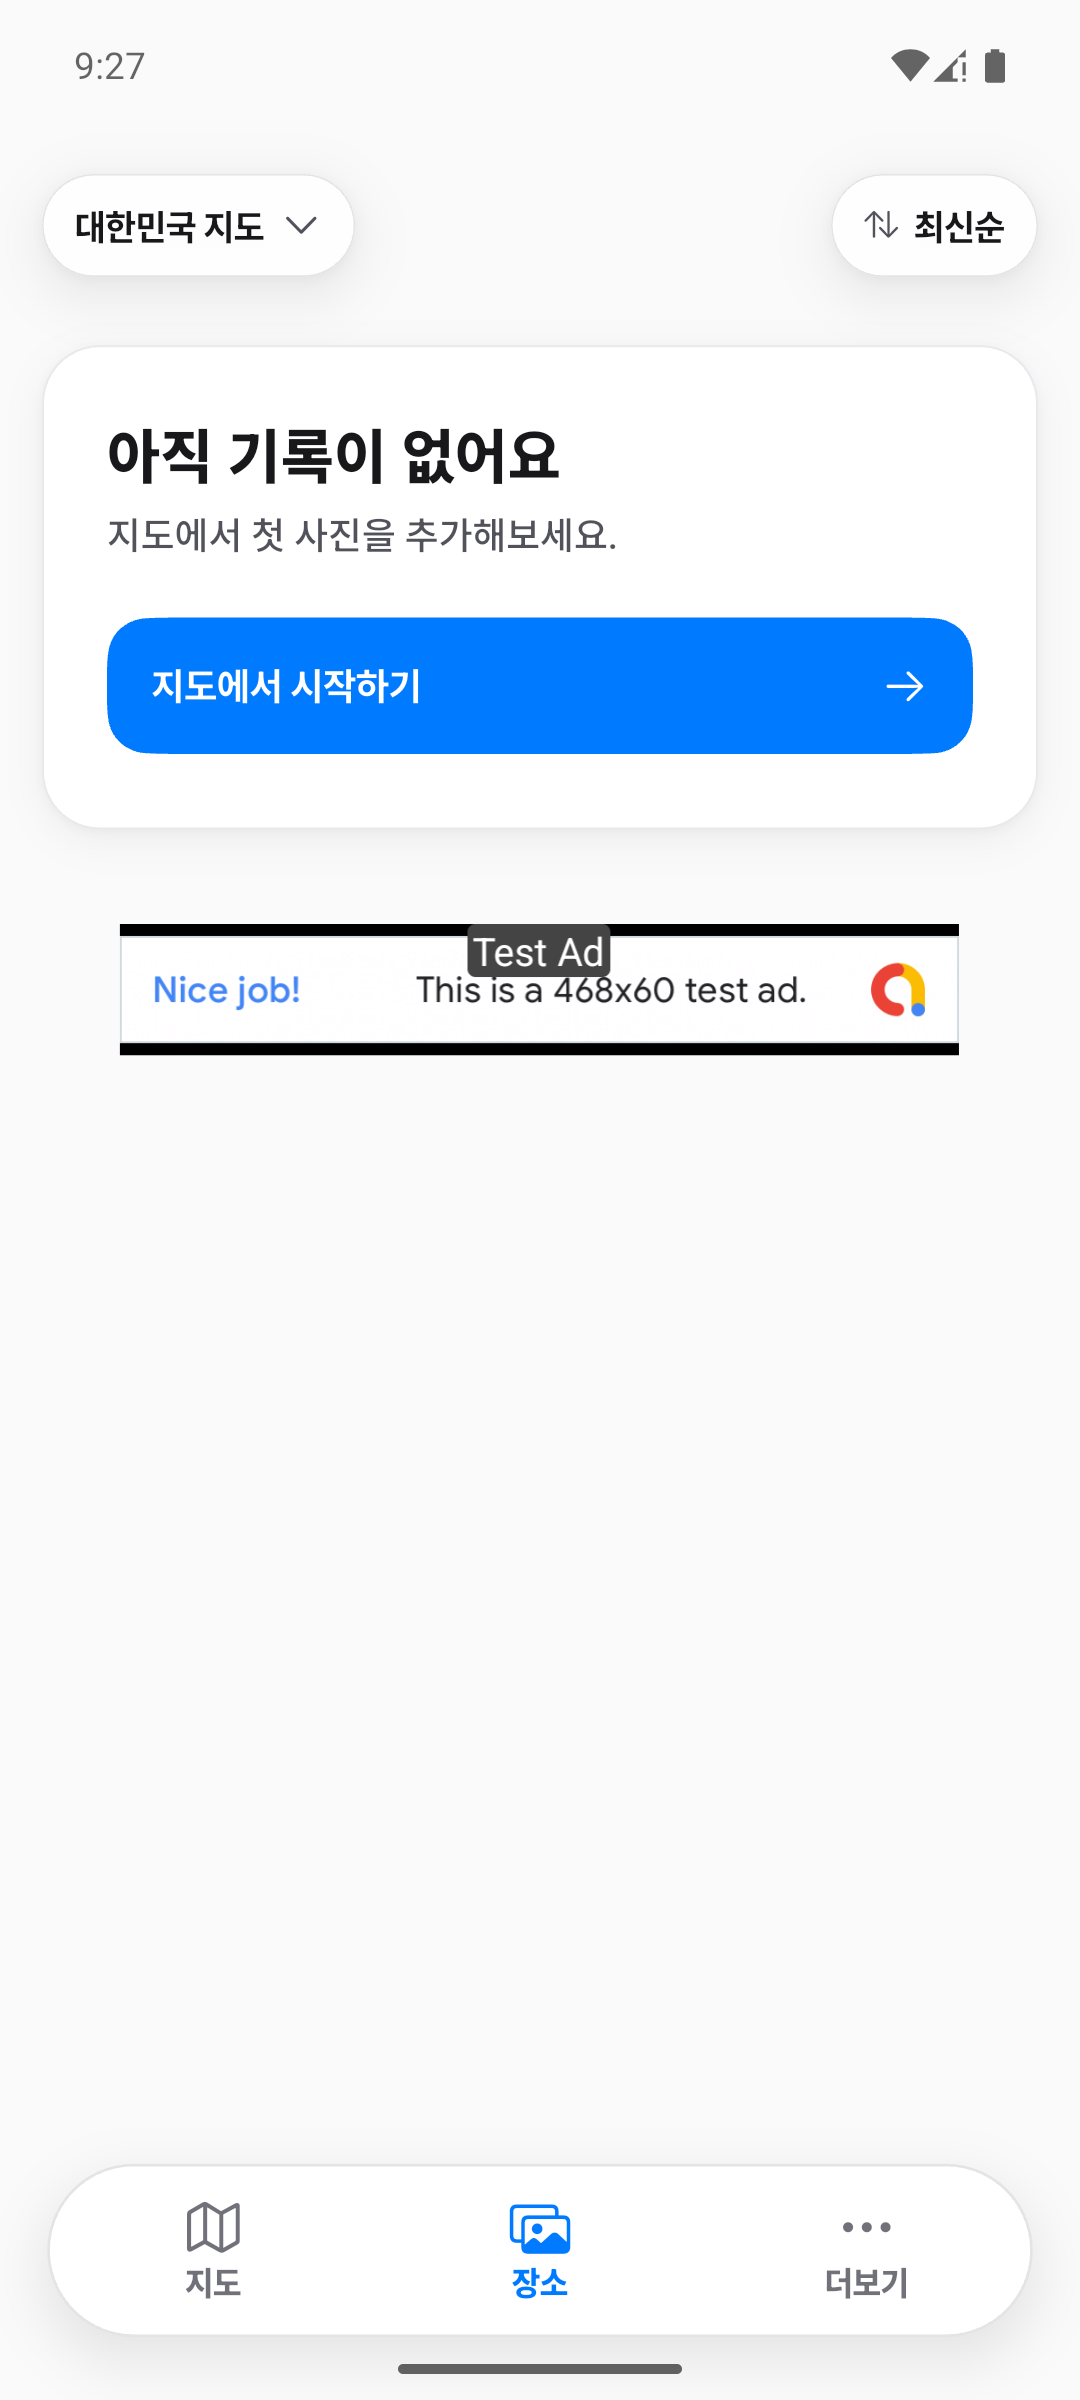 9:27
대한민국 지도
최신순
아직 기록이 없어요
지도에서 첫 사진을 추가해보세요.
지도에서 시작하기
Test Ad
Nice job!
This is a 468x60 test ad.
지도
장소
더보기